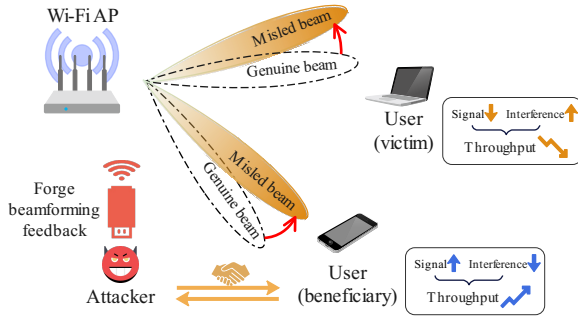 Wi-Fi AP
Misled beam
Genuine beam
User
(victim)
Signal Interference
Throughput
Misled beam
Genuine beam
Forge
beamforming
feedback
Attacker
User
(beneficiary)
Signal Interference
Throughput